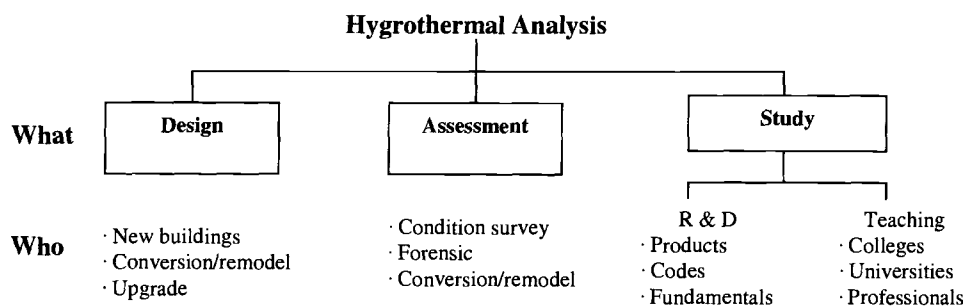 Hygrothermal Analysis
What
Design
Assessment
Study
Who
· New buildings
· Conversion/remodel
· Upgrade
· Condition survey
· Forensic
· Conversion/remodel
R & D
· Products
· Codes
· Fundamentals
Teaching
· Colleges
· Universities
· Professionals